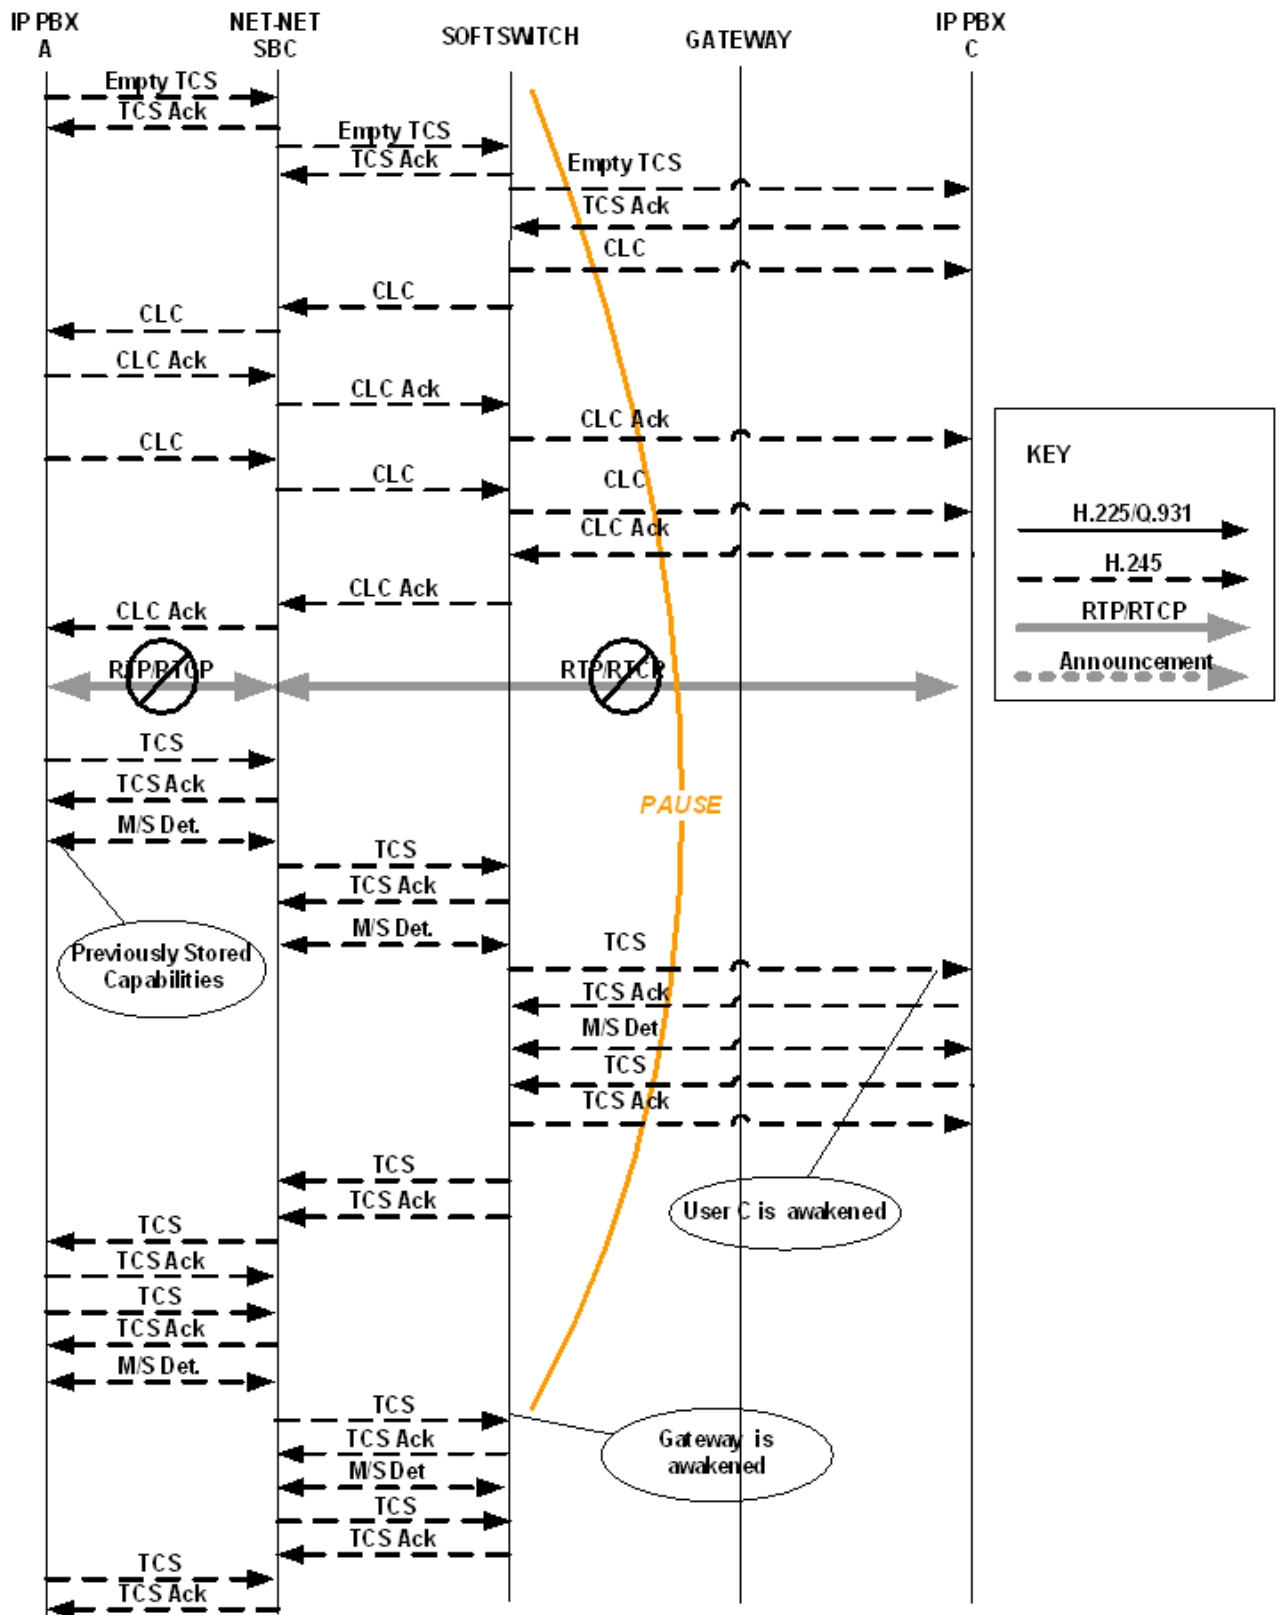 IP PBX A
NET-NET SBC
SOFTSWITCH
GATEWAY
IP PBX C
Empty TCS
TCS Ack
Empty TCS
TCS Ack
Empty TCS
TCS Ack
CLC
CLC
CLC
CLC Ack
CLC Ack
CLC Ack
CLC
CLC
CLC
CLC Ack
CLC Ack
CLC Ack
KEY
H.225/Q.931
H.245
RTP/RTCP
Announcement
RTP/RTCP
RTP/RTCP
TCS
TCS Ack
PAUSE
M/S Det.
TCS
TCS Ack
M/S Det.
Previously Stored
Capabilities
TCS
TCS Ack
M/S Det
TCS
TCS Ack
TCS
TCS Ack
User C is awakened
TCS
TCS Ack
TCS
TCS Ack
M/S Det.
TCS
TCS Ack
Gateway is
awakened
M/S Det
TCS
TCS Ack
TCS
TCS Ack